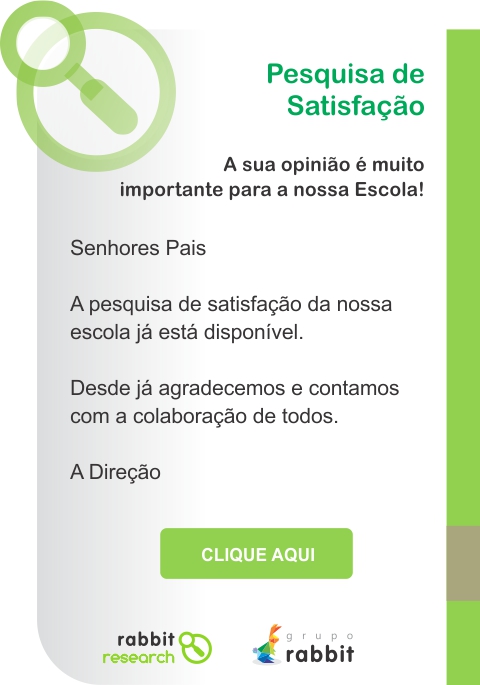 Pesquisa de
Satisfação
A sua opinião é muito
importante para a nossa Escola!
Senhores Pais
A pesquisa de satisfação da nossa
escola já está disponível.
Desde já agradecemos e contamos
com a colaboração de todos.
A Direção
CLIQUE AQUI
rabbit
research
grupo
rabbit